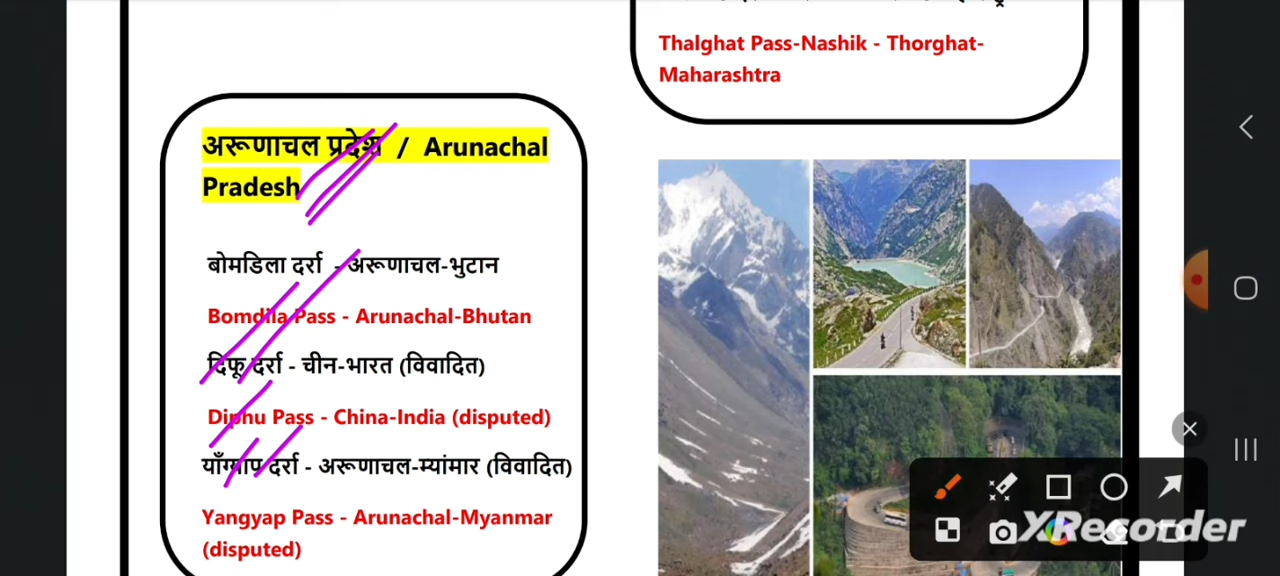 Thalghat Pass-Nashik - Thorghat-
Maharashtra
अरूणाचल प्रदेश / Arunachal
Pradesh
बोमडिला दर्रा - अरूणाचल-भुटान
Bomdila Pass - Arunachal-Bhutan
दिफू दर्रा - चीन-भारत (विवादित)
Diphu Pass - China-India (disputed)
याँग्याप दर्रा - अरूणाचल-म्यांमार (विवादित)
Yangyap Pass - Arunachal-Myanmar
(disputed)
XRecorder